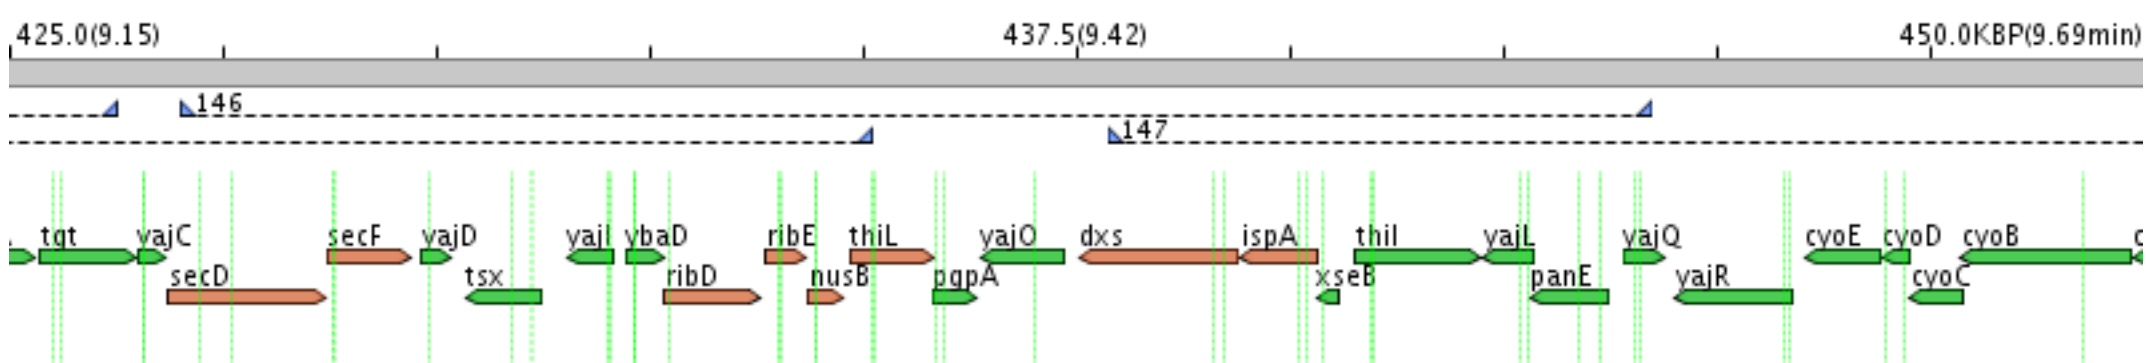 425.0(9.15) 437.5(9.42) 450.0KBP(9.69min)
146
147
tgt yajC secF yajD yajI ybaD ribE thiL yajO dxs ispA thiI yajL yajQ cyoE cyoD cyoB
secD tsx ribD nusB pgpA xseB panE yajR cyoC